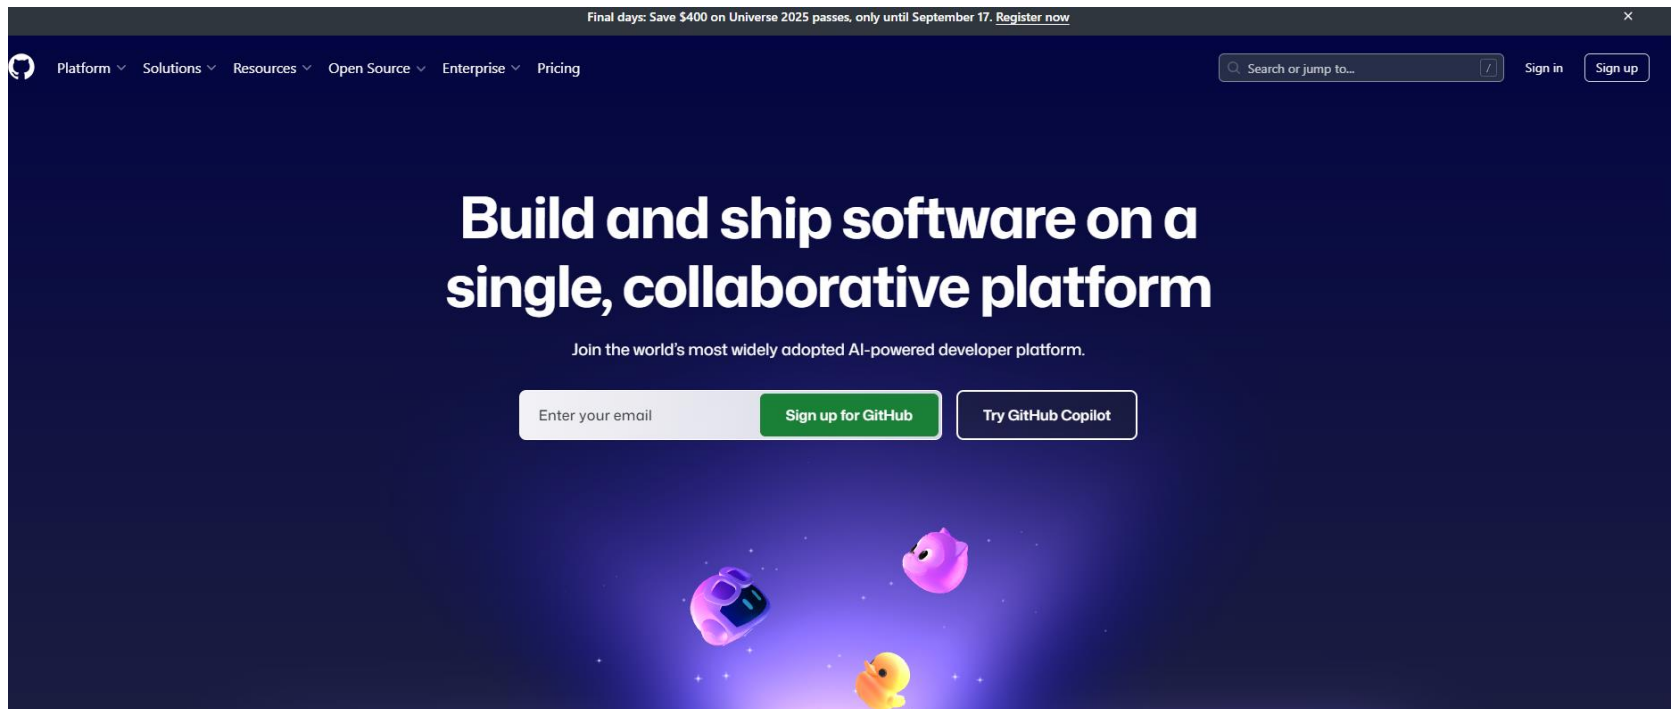 Final days: Save $400 on Universe 2025 passes, only until September 17. Register now
Platform Solutions Resources Open Source Enterprise Pricing
Search or jump to... / Sign in Sign up
Build and ship software on a
single, collaborative platform
Join the world’s most widely adopted AI-powered developer platform.
Enter your email Sign up for GitHub Try GitHub Copilot